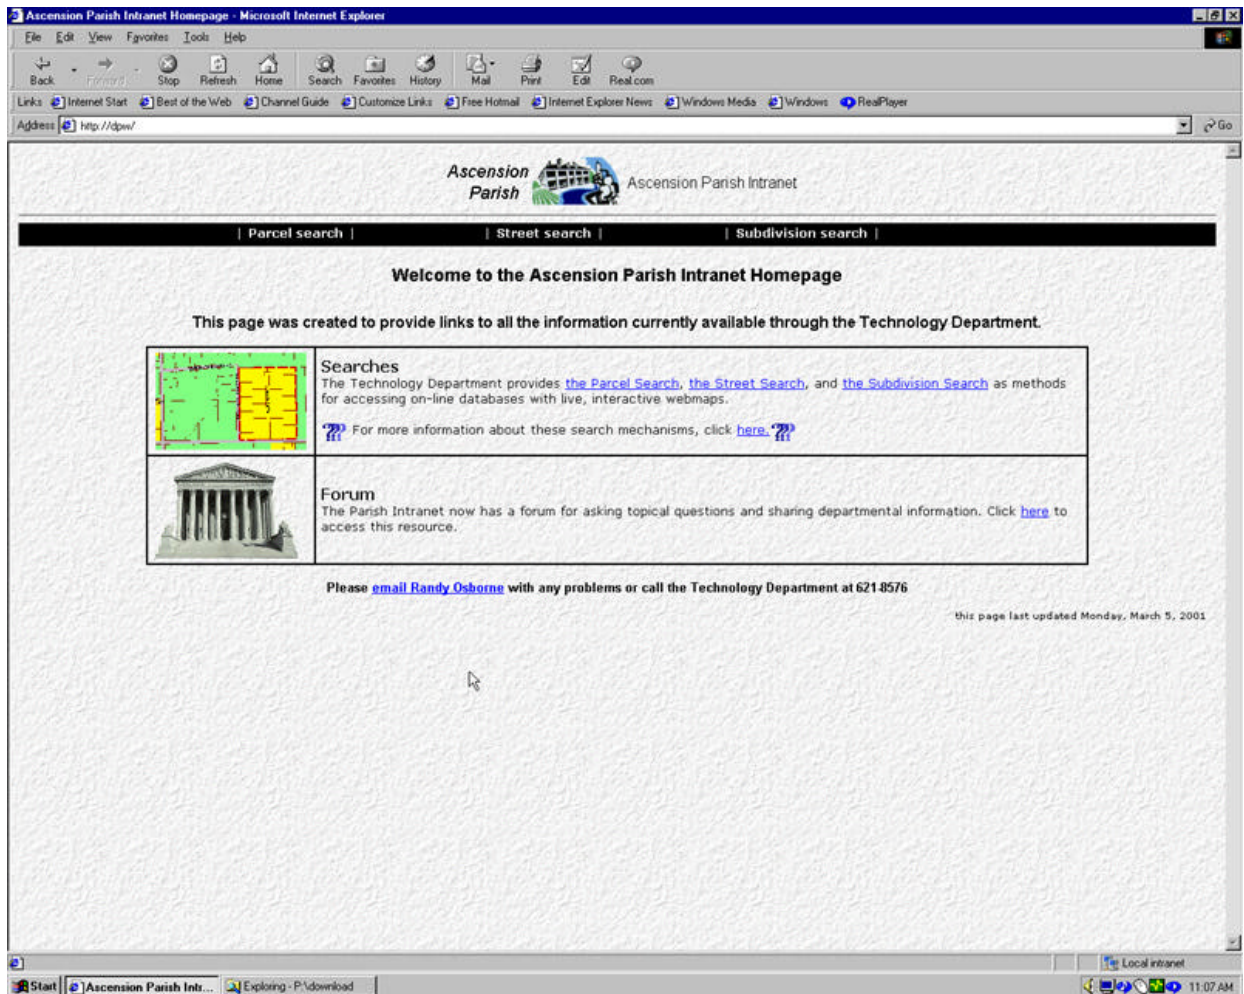 Ascension Parish Intranet Homepage - Microsoft Internet Explorer
File Edit View Favorites Tools Help
Back Forward Stop Refresh Home Search Favorites History Mail Print Edit Real.com
Links Internet Start Best of the Web Channel Guide Customize Links Free Hotmail Internet Explorer News Windows Media Windows RealPlayer
Address http://dpw/ Go
Ascension
Parish
Ascension Parish Intranet
| Parcel search | | Street search | | Subdivision search |
Welcome to the Ascension Parish Intranet Homepage
This page was created to provide links to all the information currently available through the Technology Department.
Searches
The Technology Department provides the Parcel Search, the Street Search, and the Subdivision Search as methods
for accessing on-line databases with live, interactive webmaps.
??? For more information about these search mechanisms, click here. ???
Forum
The Parish Intranet now has a forum for asking topical questions and sharing departmental information. Click here to
access this resource.
Please email Randy Osborne with any problems or call the Technology Department at 621-8576
this page last updated Monday, March 5, 2001
Local intranet
Start Ascension Parish Intr... Exploring - P:\download 11:07 AM